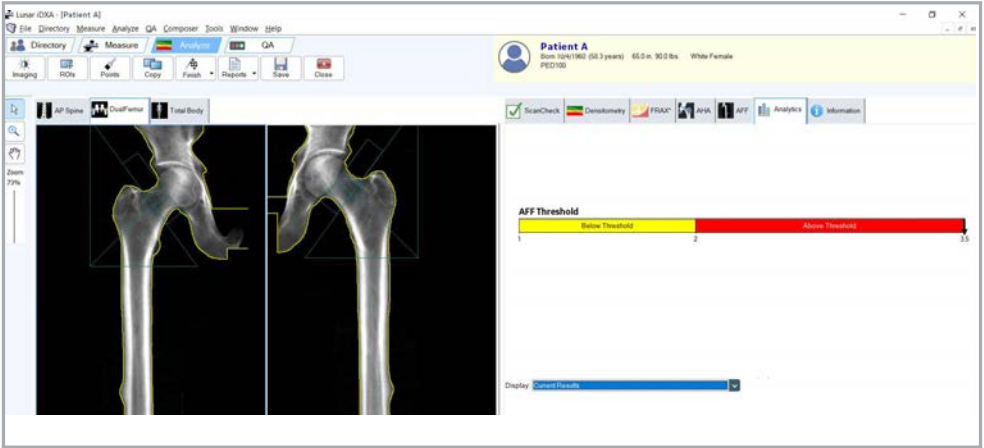 Lunar iDXA - [Patient A]
File Directory Measure Analyze QA Composer Tools Window Help
Directory Measure Analyze QA
Imaging ROIs Points Copy Finish Reports Save Close
Patient A
Born 10/4/1962 (58.3 years) 65.0 in. 90.0 lbs. White Female
PED100
AP Spine DualFemur Total Body
ScanCheck Densitometry FRAX® AHA AFF Analytics Information
Zoom
73%
AFF Threshold
Below Threshold Above Threshold
1 2 3.5
Display: Current Results